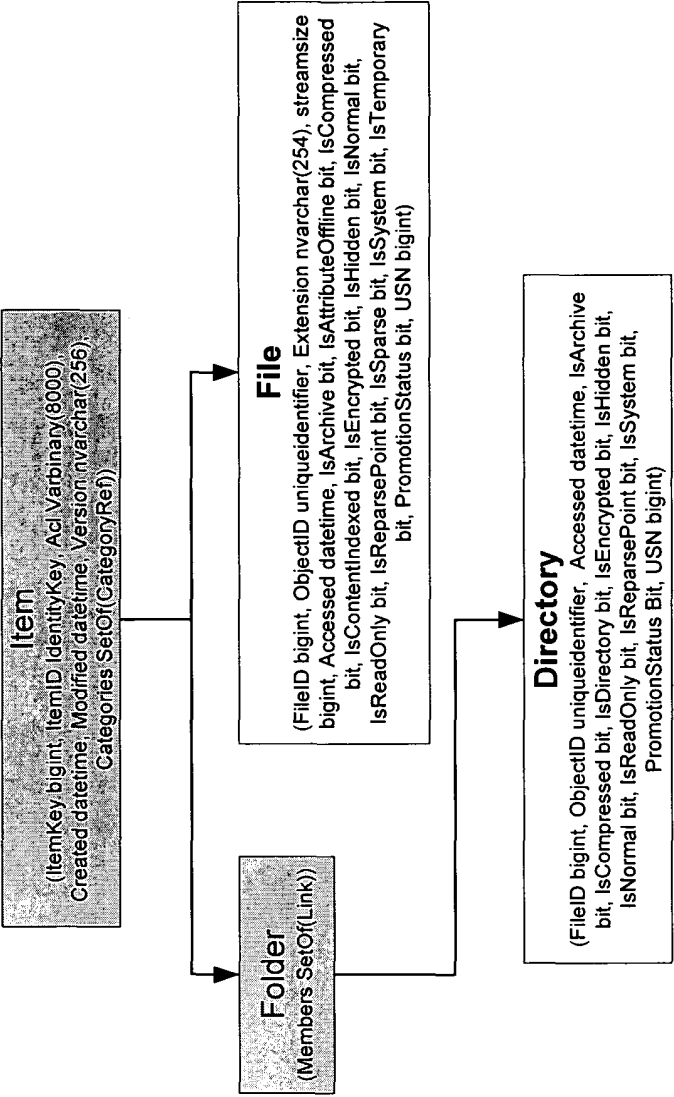 Item
(ItemKey bigint, ItemID IdentityKey, Acl Varbinary(8000),
Created datetime, Modified datetime, Version nvarchar(256),
Categories SetOf(CategoryRef))
Folder
(Members SetOf(Link))
File
(FileID bigint, ObjectID uniqueidentifier, Extension nvarchar(254), streamsize
bigint, Accessed datetime, IsArchive bit, IsAttributeOffline bit, IsCompressed
bit, IsContentIndexed bit, IsEncrypted bit, IsHidden bit, IsNormal bit,
IsReadOnly bit, IsReparsePoint bit, IsSparse bit, IsSystem bit, IsTemporary
bit, PromotionStatus bit, USN bigint)
Directory
(FileID bigint, ObjectID uniqueidentifier, Accessed datetime, IsArchive
bit, IsCompressed bit, IsDirectory bit, IsEncrypted bit, IsHidden bit,
IsNormal bit, IsReadOnly bit, IsReparsePoint bit, IsSystem bit,
PromotionStatus Bit, USN bigint)